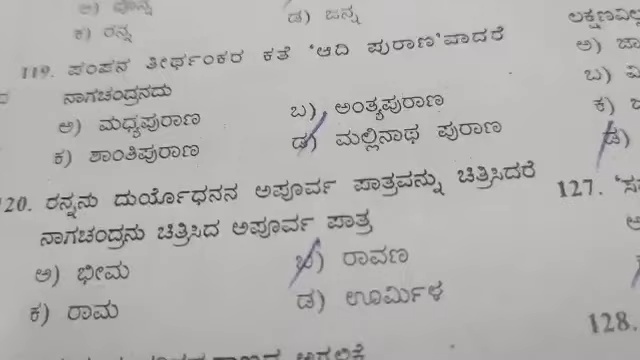 ಡ) ಜನ್ನ
ಕ) ರನ್ನ
119. ಪಂಪನ ತೀರ್ಥಂಕರ ಕತೆ 'ಆದಿ ಪುರಾಣ'ವಾದರೆ
ನಾಗಚಂದ್ರನದು
ಅ) ಮಧ್ಯಪುರಾಣ
ಬ) ಅಂತ್ಯಪುರಾಣ
ಕ) ಶಾಂತಿಪುರಾಣ
ಡ) ಮಲ್ಲಿನಾಥ ಪುರಾಣ
20. ರನ್ನನು ದುರ್ಯೋಧನನ ಅಪೂರ್ವ ಪಾತ್ರವನ್ನು ಚಿತ್ರಿಸಿದರೆ
ನಾಗಚಂದ್ರನು ಚಿತ್ರಿಸಿದ ಅಪೂರ್ವ ಪಾತ್ರ
ಅ) ಭೀಮ
ಬ) ರಾವಣ
ಕ) ರಾಮ
ಡ) ಊರ್ಮಿಳ
ಅ)
ಬ)
ಕ)
ಡ)
127.
128.